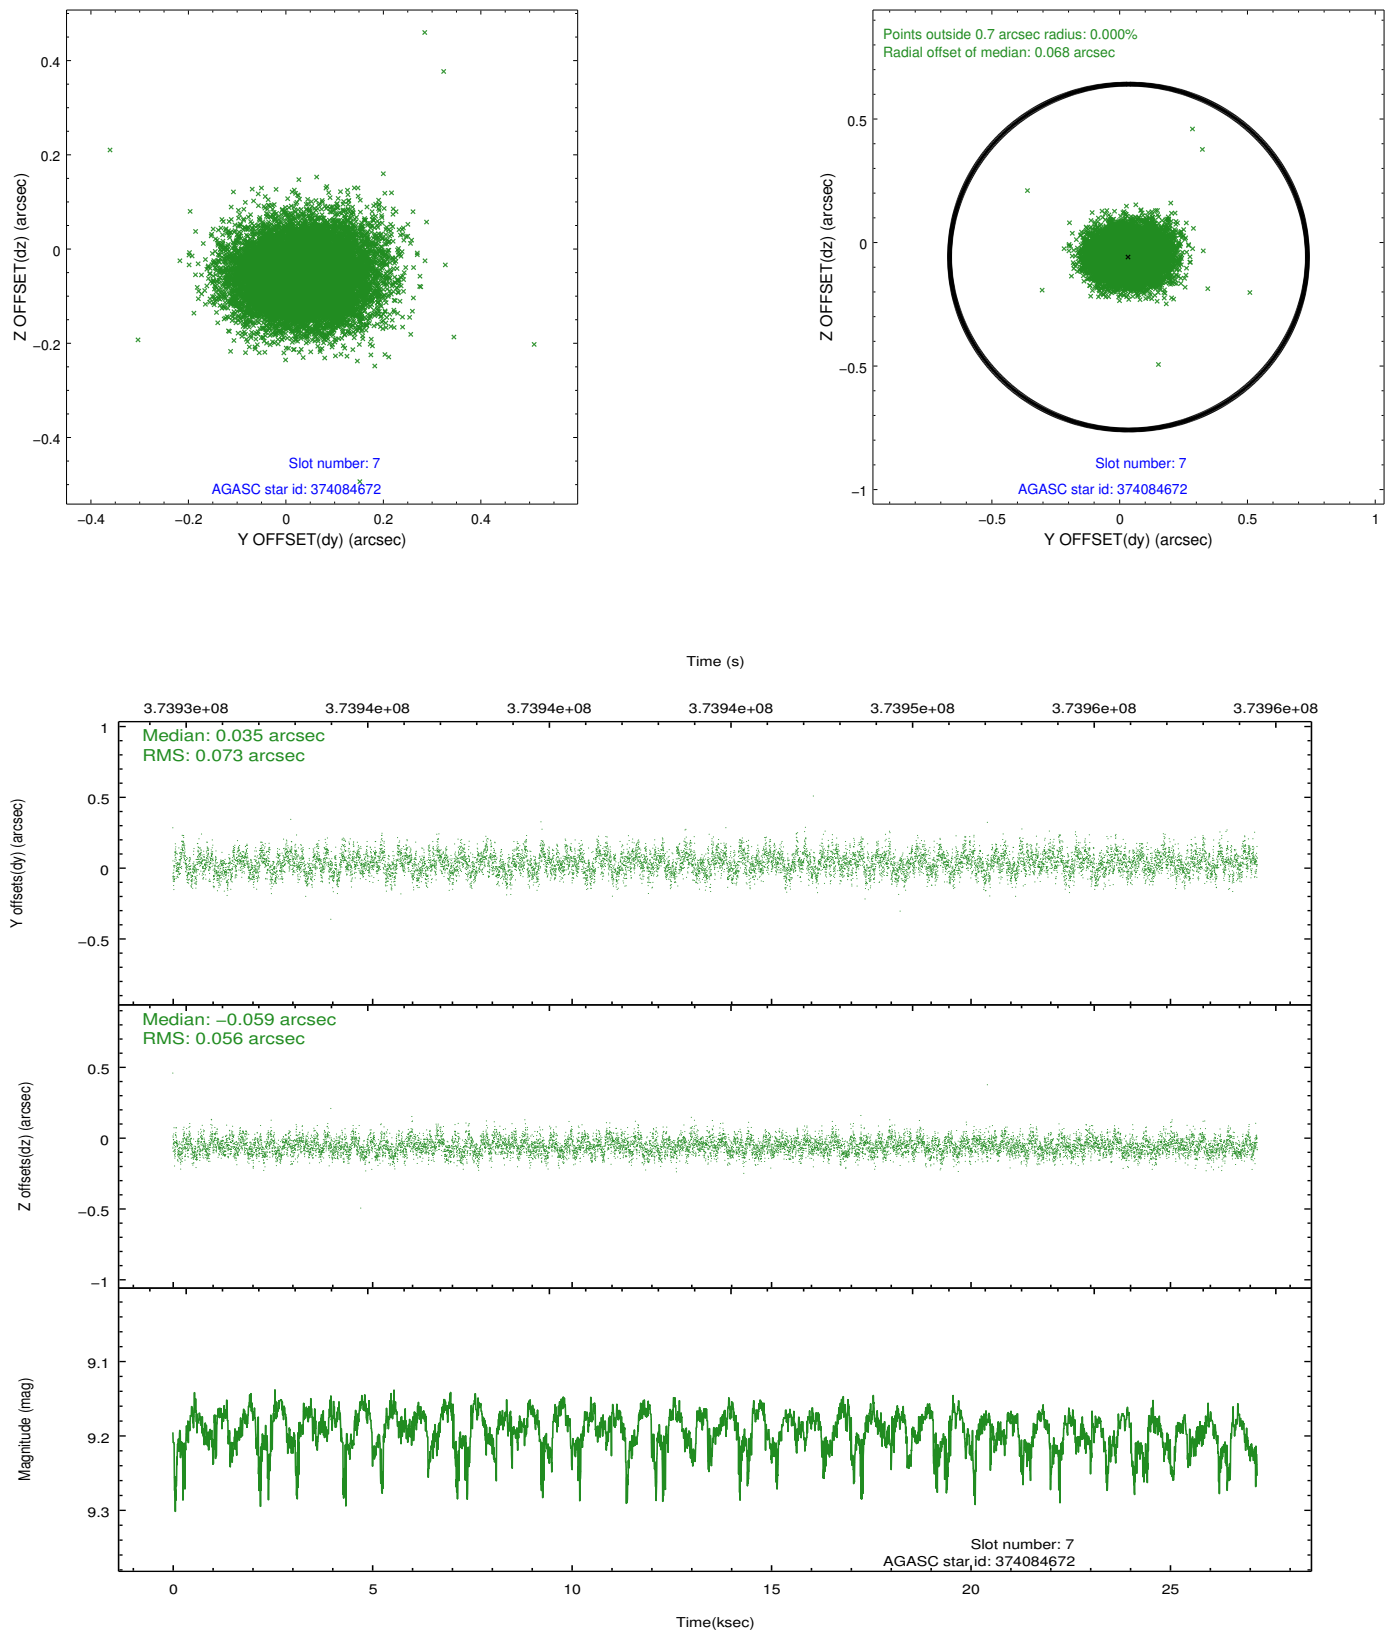 0.4
0.2
0
−0.2
−0.4
Z OFFSET(dz) (arcsec)
Slot number: 7
AGASC star id: 374084672
−0.4 −0.2 0 0.2 0.4
Y OFFSET(dy) (arcsec)
Points outside 0.7 arcsec radius: 0.000%
Radial offset of median: 0.068 arcsec
0.5
0
−0.5
−1
Z OFFSET(dz) (arcsec)
Slot number: 7
AGASC star id: 374084672
−0.5 0 0.5 1
Y OFFSET(dy) (arcsec)
Time (s)
3.7393e+08 3.7394e+08 3.7394e+08 3.7394e+08 3.7395e+08 3.7396e+08 3.7396e+08
Median: 0.035 arcsec
RMS: 0.073 arcsec
1
0.5
0
−0.5
Y offsets(dy) (arcsec)
Median: −0.059 arcsec
RMS: 0.056 arcsec
0.5
0
−0.5
−1
Z offsets(dz) (arcsec)
9.1
9.2
9.3
Magnitude (mag)
Slot number: 7
AGASC star id: 374084672
0 5 10 15 20 25
Time(ksec)